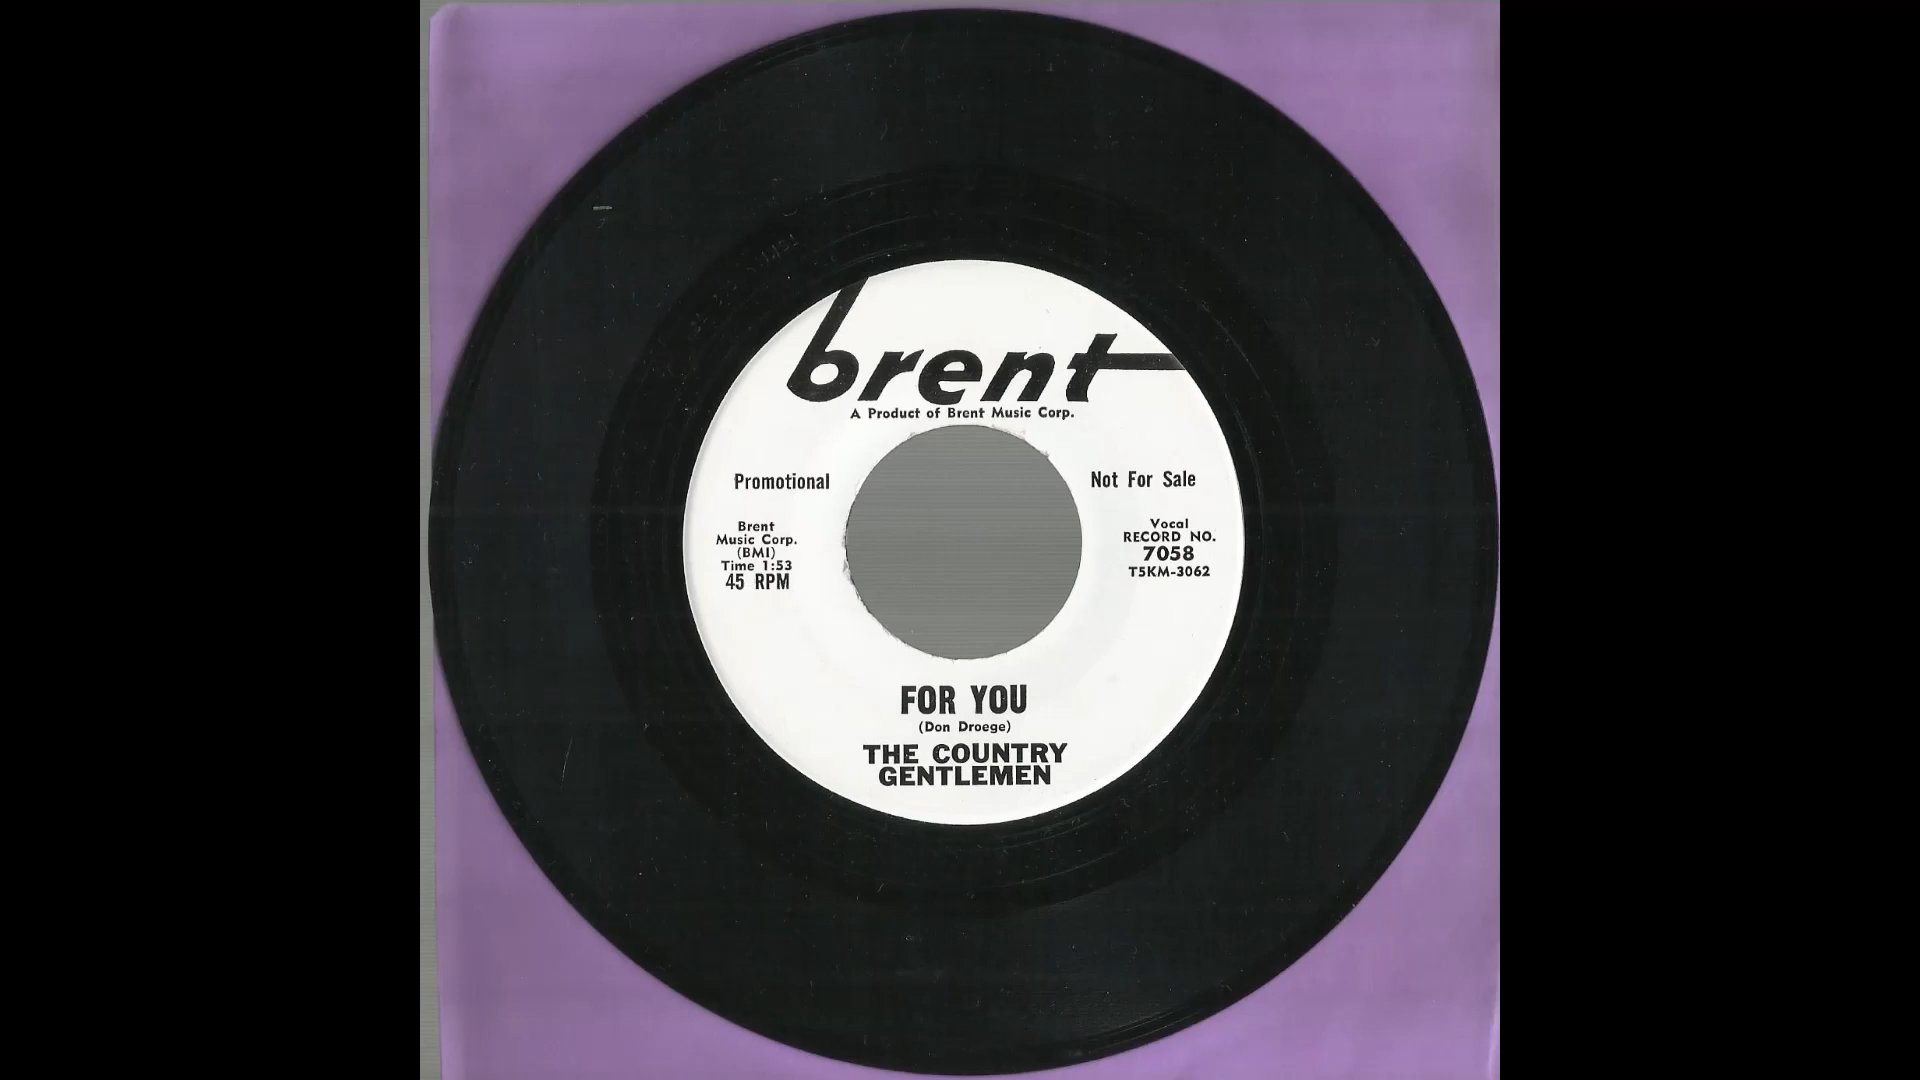 brent
A Product of Brent Music Corp.
Promotional
Not For Sale
Brent
Music Corp.
(BMI)
Time 1:53
45 RPM
Vocal
RECORD NO.
7058
T5KM-3062
FOR YOU
(Don Droege)
THE COUNTRY
GENTLEMEN